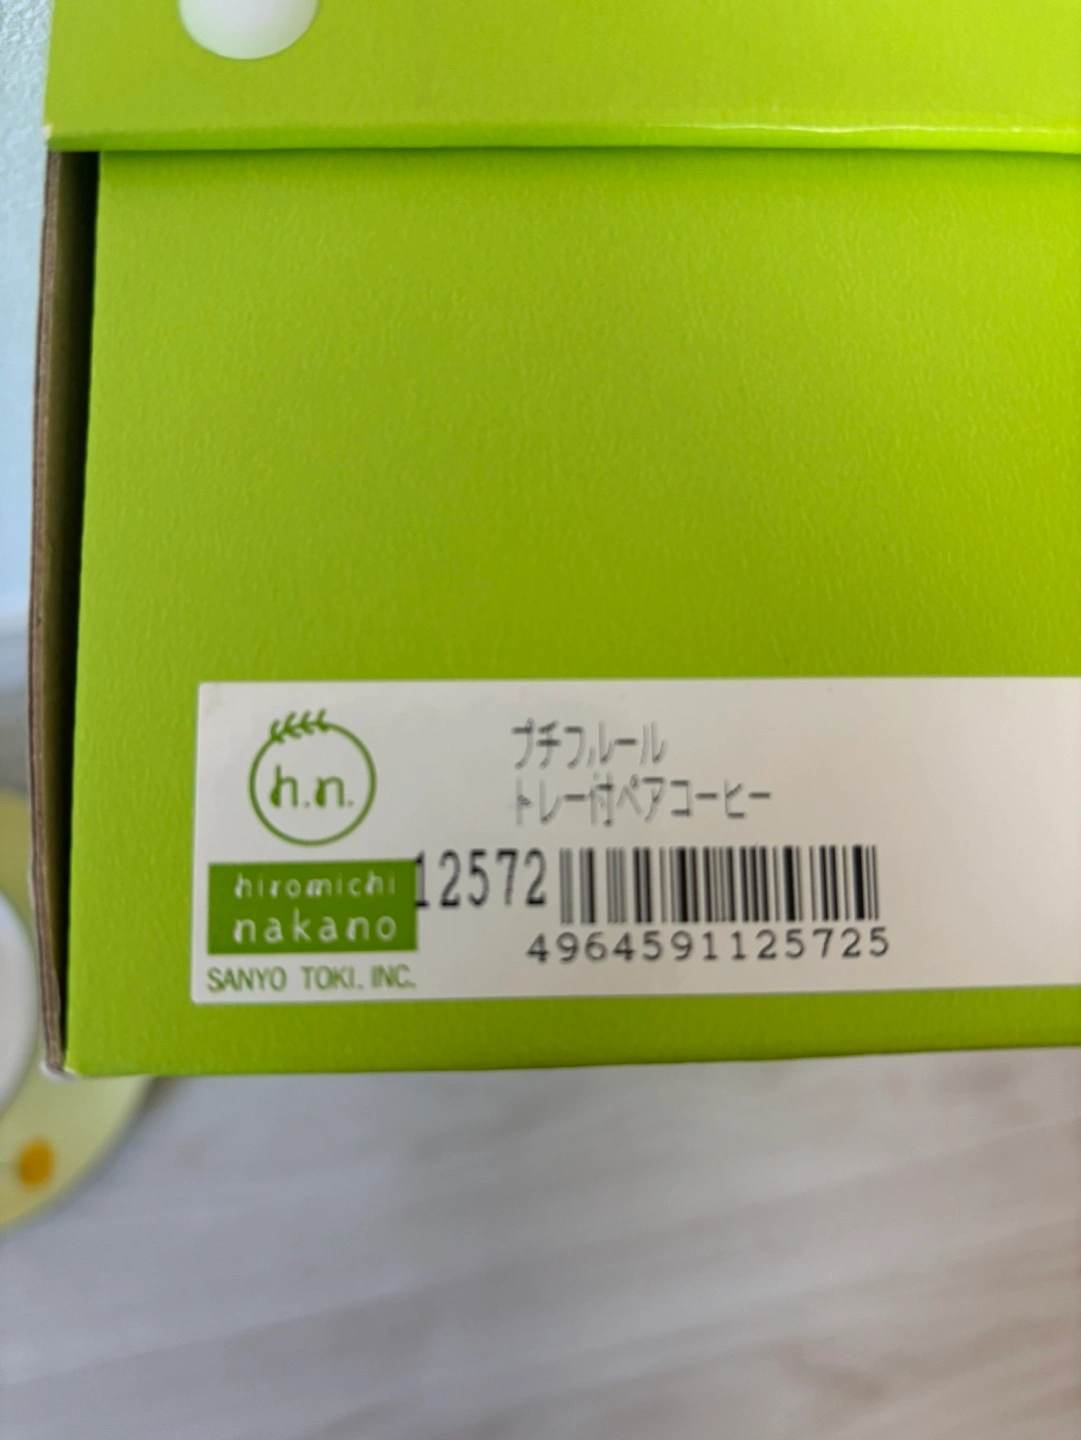 h.n.
hiromichi
nakano
SANYO TOKI. INC.
プチフルール
トレー付ペアコーヒー
12572
4964591125725